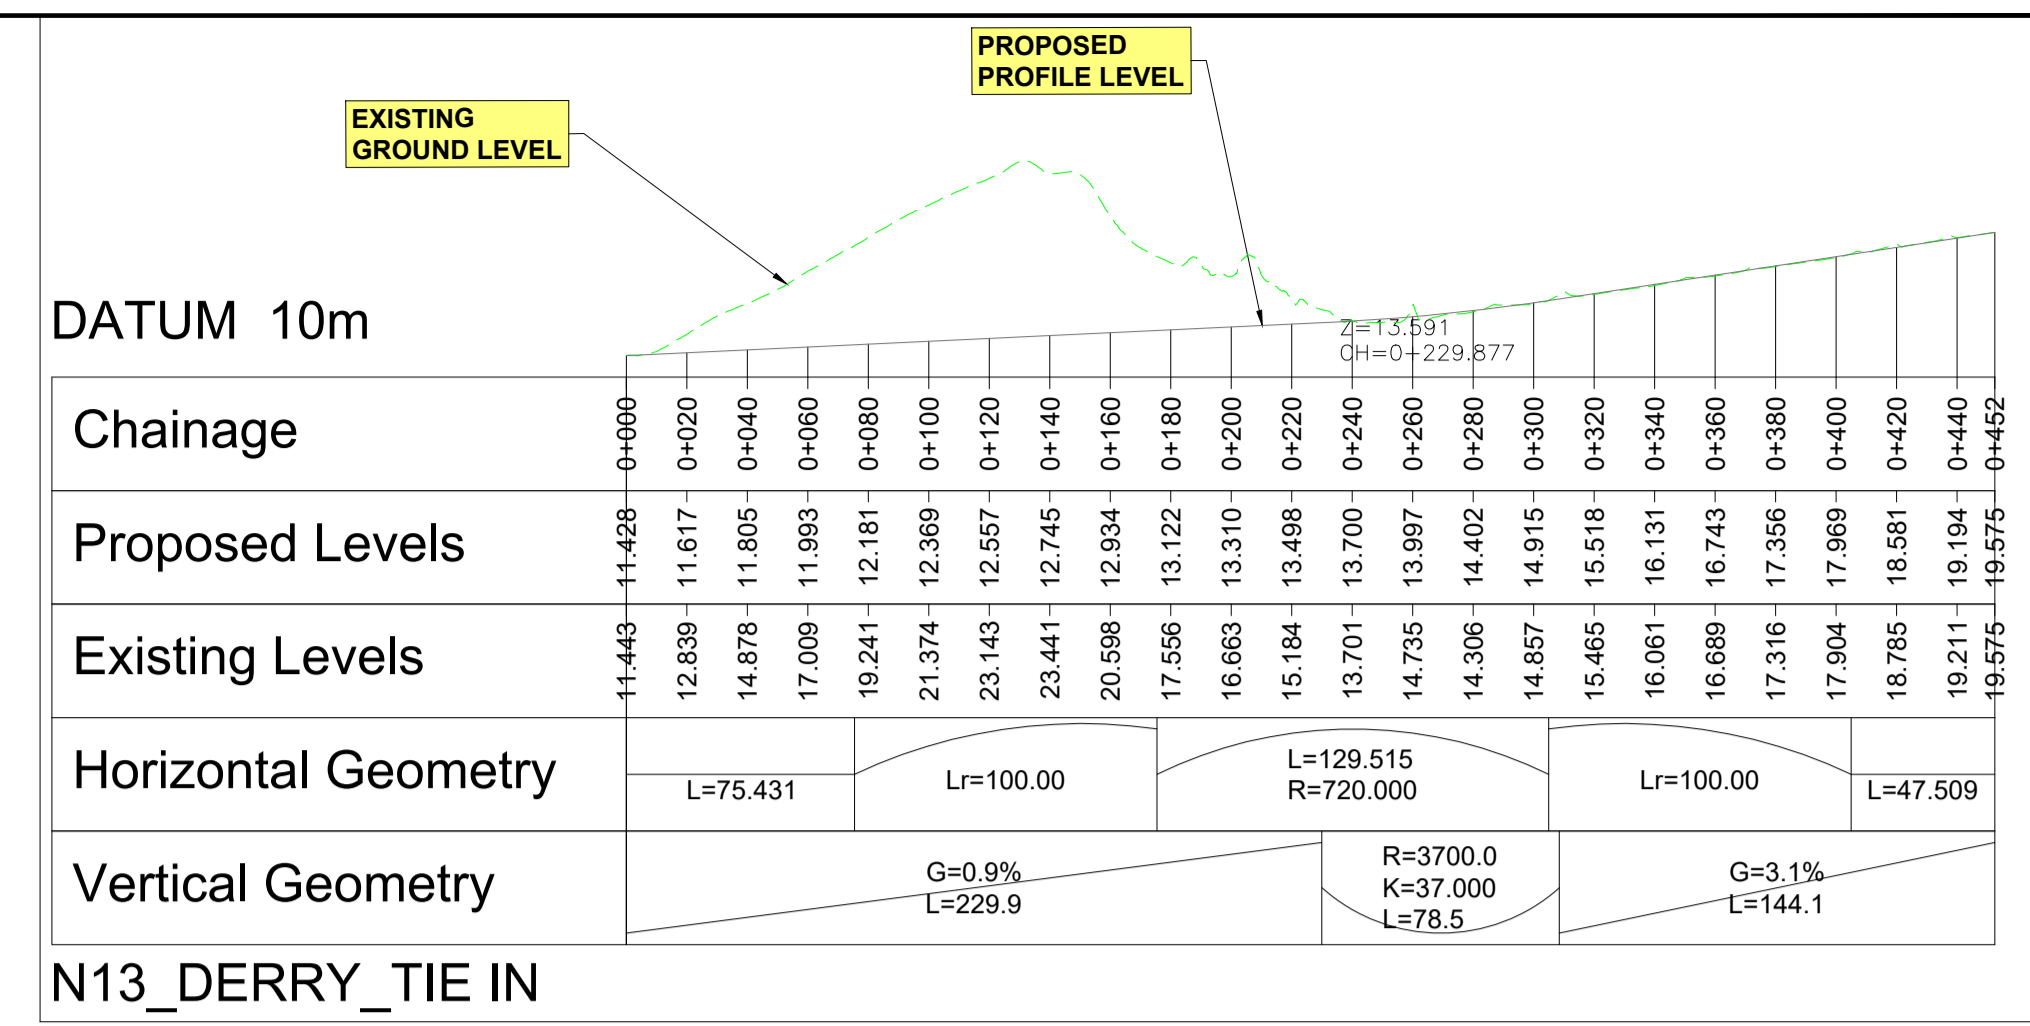 PROPOSED
PROFILE LEVEL
EXISTING
GROUND LEVEL
DATUM 10m
Z=13.591
CH=0+229.877
Chainage 0+000 0+020 0+040 0+060 0+080 0+100 0+120 0+140 0+160 0+180 0+200 0+220 0+240 0+260 0+280 0+300 0+320 0+340 0+360 0+380 0+400 0+420 0+440 0+452
Proposed Levels 11.428 11.617 11.805 11.993 12.181 12.369 12.557 12.745 12.934 13.122 13.310 13.498 13.700 13.997 14.402 14.915 15.518 16.131 16.743 17.356 17.969 18.581 19.194 19.575
Existing Levels 11.443 12.839 14.878 17.009 19.241 21.374 23.143 23.441 20.598 17.556 16.663 15.184 13.701 14.735 14.306 14.857 15.465 16.061 16.689 17.316 17.904 18.785 19.211 19.575
Horizontal Geometry
L=75.431
Lr=100.00
L=129.515
R=720.000
Lr=100.00
L=47.509
Vertical Geometry
G=0.9%
L=229.9
R=3700.0
K=37.000
L=78.5
G=3.1%
L=144.1
N13_DERRY_TIE IN